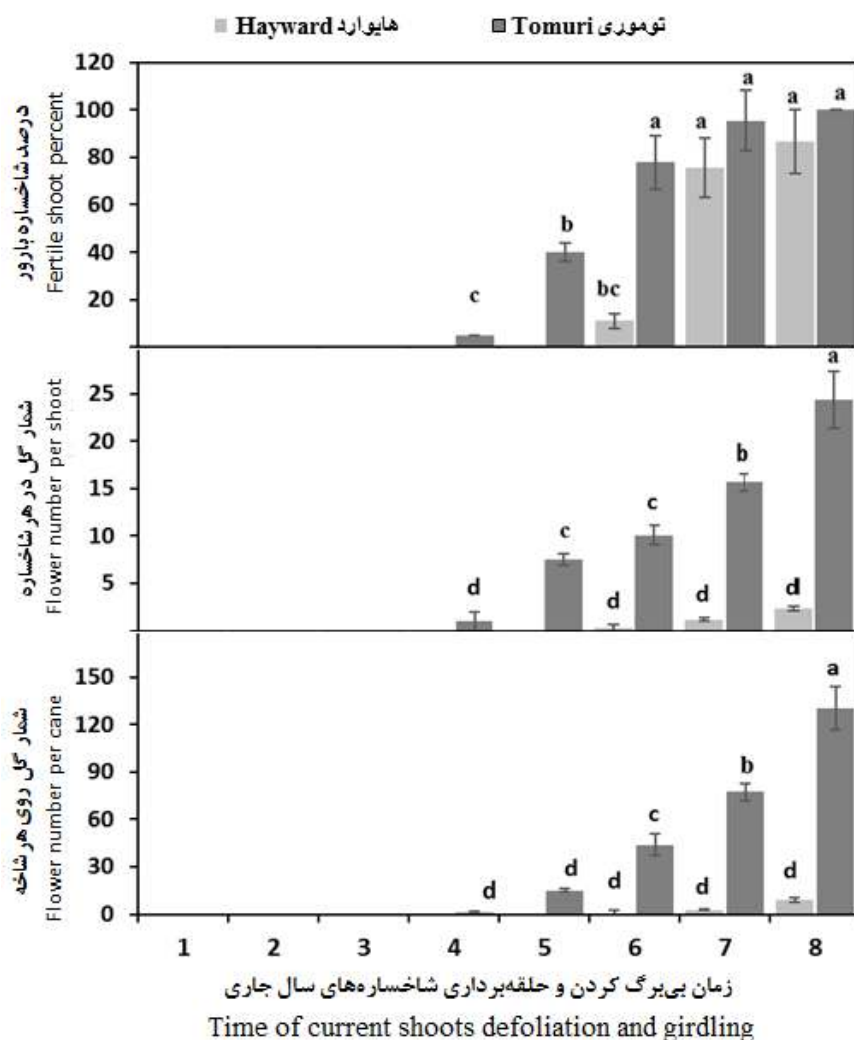 هایوارد Hayward توموری Tomuri
درصد شاخساره بارور
Fertile shoot percent
120
100
80
60
40
20
c
b
bc
a
a
a
a
a
شمار گل در هر شاخساره
Flower number per shoot
25
20
15
10
5
d
c
d
c
d
b
d
a
شمار گل روی هر شاخه
Flower number per cane
150
120
90
60
30
0
d
d
d
c
d
b
d
a
1 2 3 4 5 6 7 8
زمان بی‌برگ کردن و حلقه‌برداری شاخساره‌های سال جاری
Time of current shoots defoliation and girdling